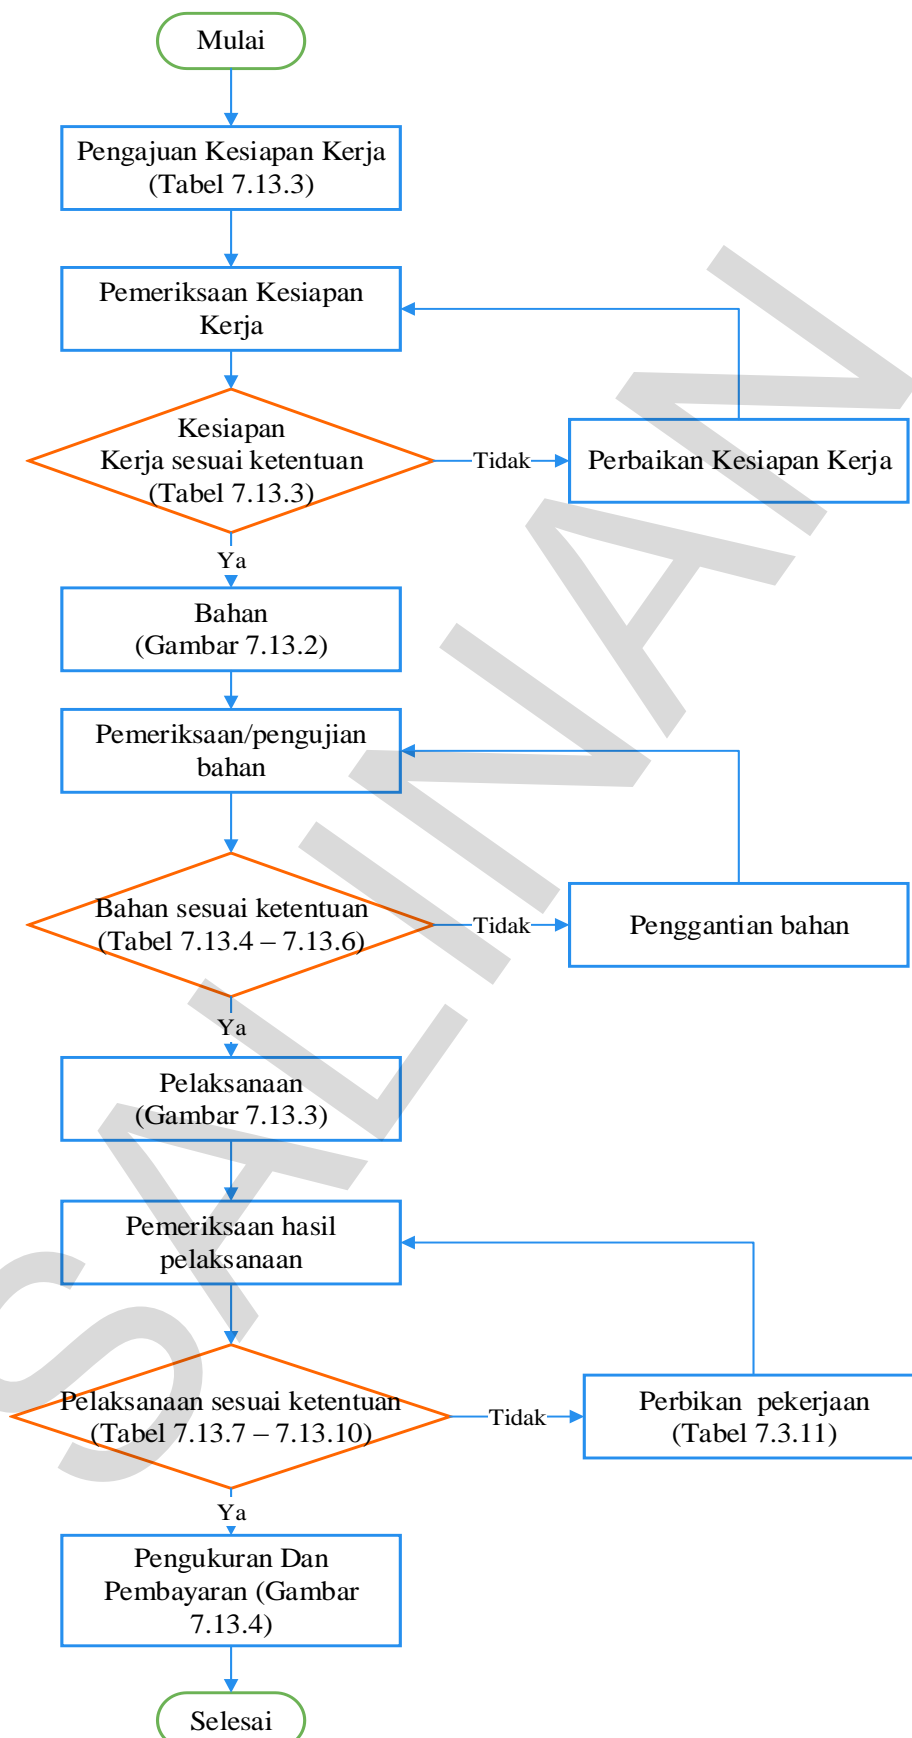 Mulai
Pengajuan Kesiapan Kerja
(Tabel 7.13.3)
Pemeriksaan Kesiapan
Kerja
Kesiapan
Kerja sesuai ketentuan
(Tabel 7.13.3)
Tidak
Perbaikan Kesiapan Kerja
Ya
Bahan
(Gambar 7.13.2)
Pemeriksaan/pengujian
bahan
Bahan sesuai ketentuan
(Tabel 7.13.4 – 7.13.6)
Tidak
Penggantian bahan
Ya
Pelaksanaan
(Gambar 7.13.3)
Pemeriksaan hasil
pelaksanaan
Pelaksanaan sesuai ketentuan
(Tabel 7.13.7 – 7.13.10)
Tidak
Perbikan  pekerjaan
(Tabel 7.3.11)
Ya
Pengukuran Dan
Pembayaran (Gambar
7.13.4)
Selesai
SALINAN